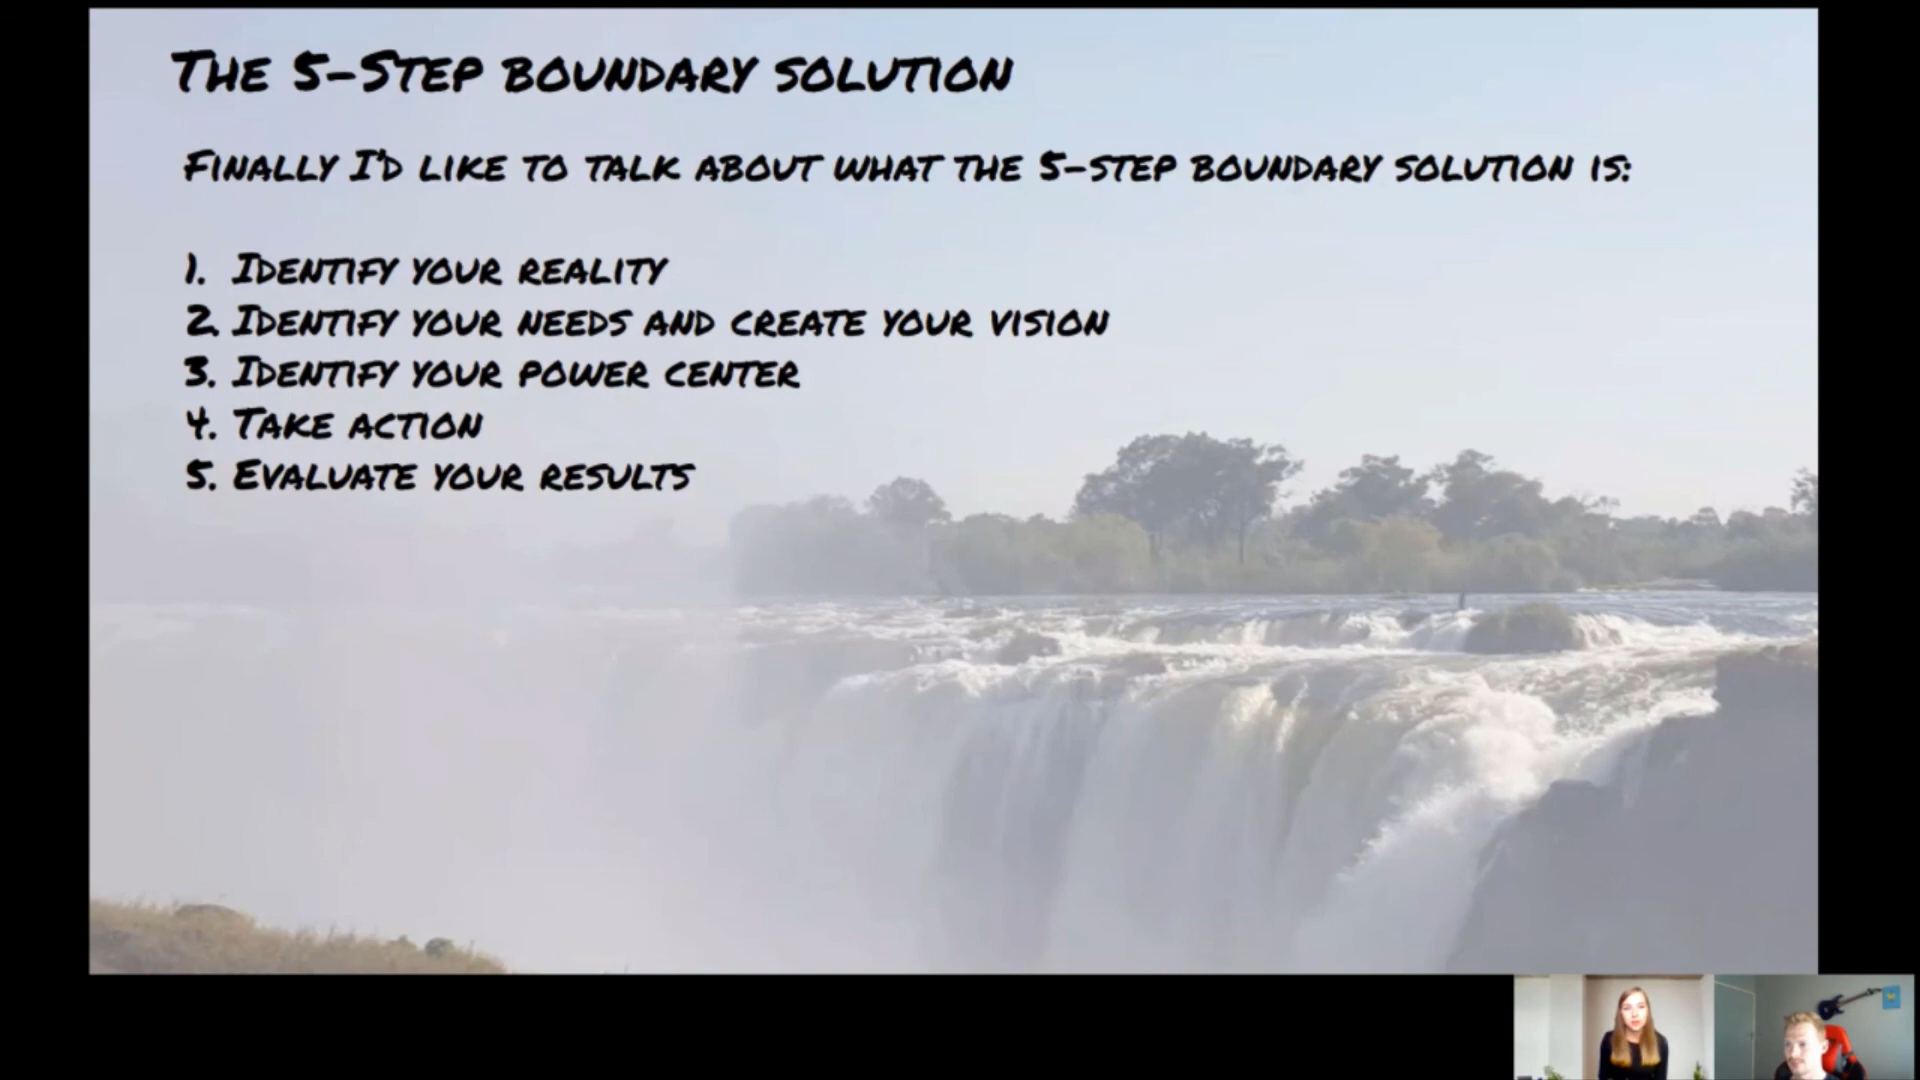 The 5-Step boundary solution
Finally I'd like to talk about what the 5-step boundary solution is:
1. Identify your reality
2. Identify your needs and create your vision
3. Identify your power center
4. Take action
5. Evaluate your results